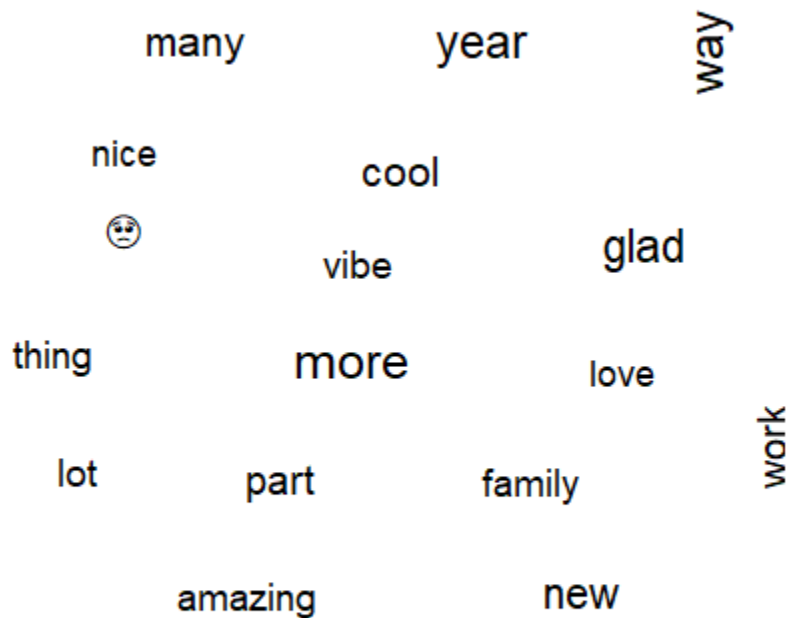 many
year
way
nice
cool
🥺
glad
vibe
thing
more
love
work
lot
part
family
amazing
new